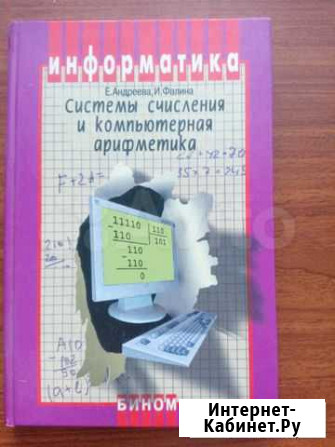 информатика
Е.Андреева, И.Фалина
Системы счисления
и компьютерная
арифметика
11110 110
110 101
110
110
0
БИНОМ
Интернет-
Кабинет.Ру